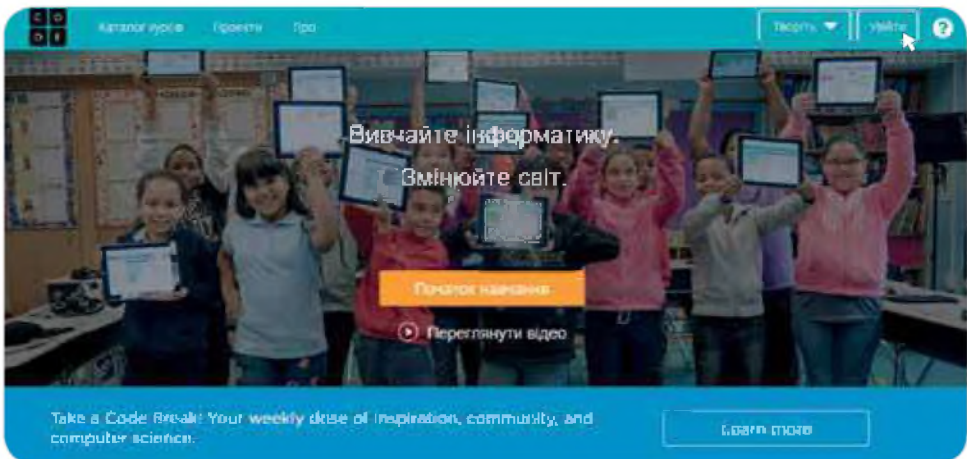 C O
D E
Каталог курсів Проекти Про
Творіть Увійти ?
Вивчайте інформатику.
Змінюйте світ.
Початок навчання
Переглянути відео
Take a Code Break! Your weekly dose of inspiration, community, and
computer science.
Learn more